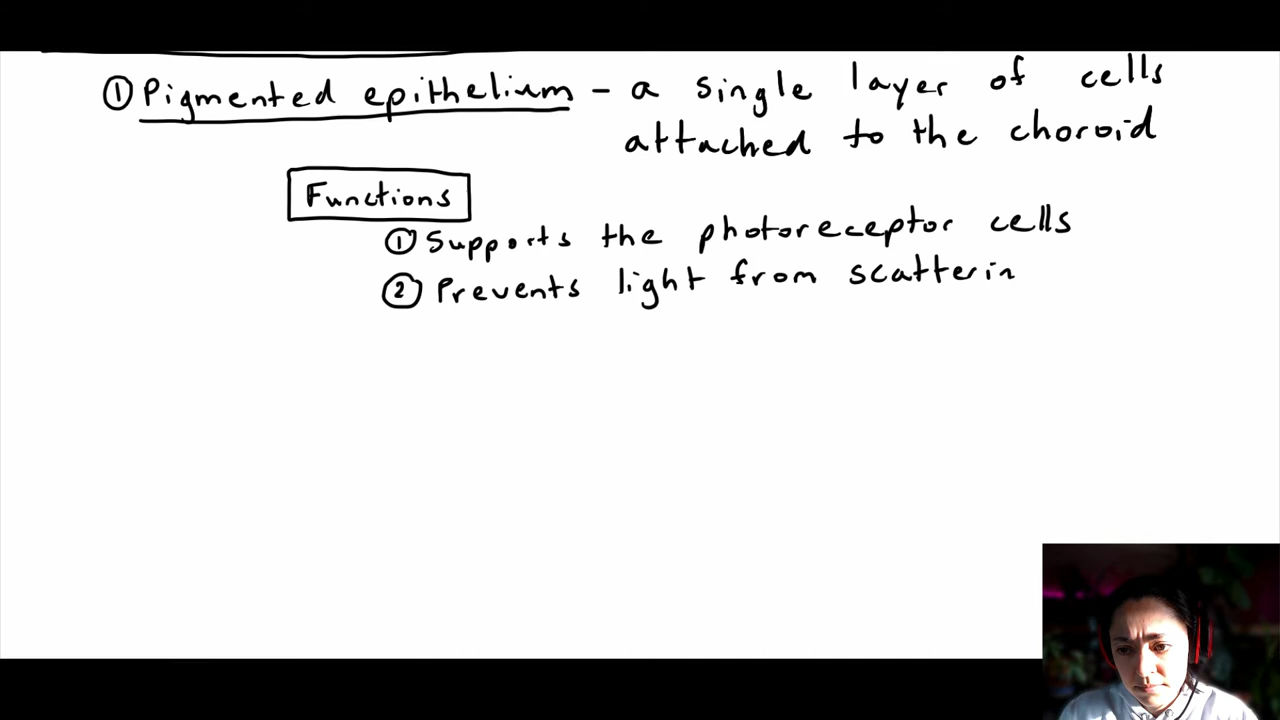 ① Pigmented epithelium - a single layer of cells
attached to the choroid
Functions
① Supports the photoreceptor cells
② Prevents light from scatterin